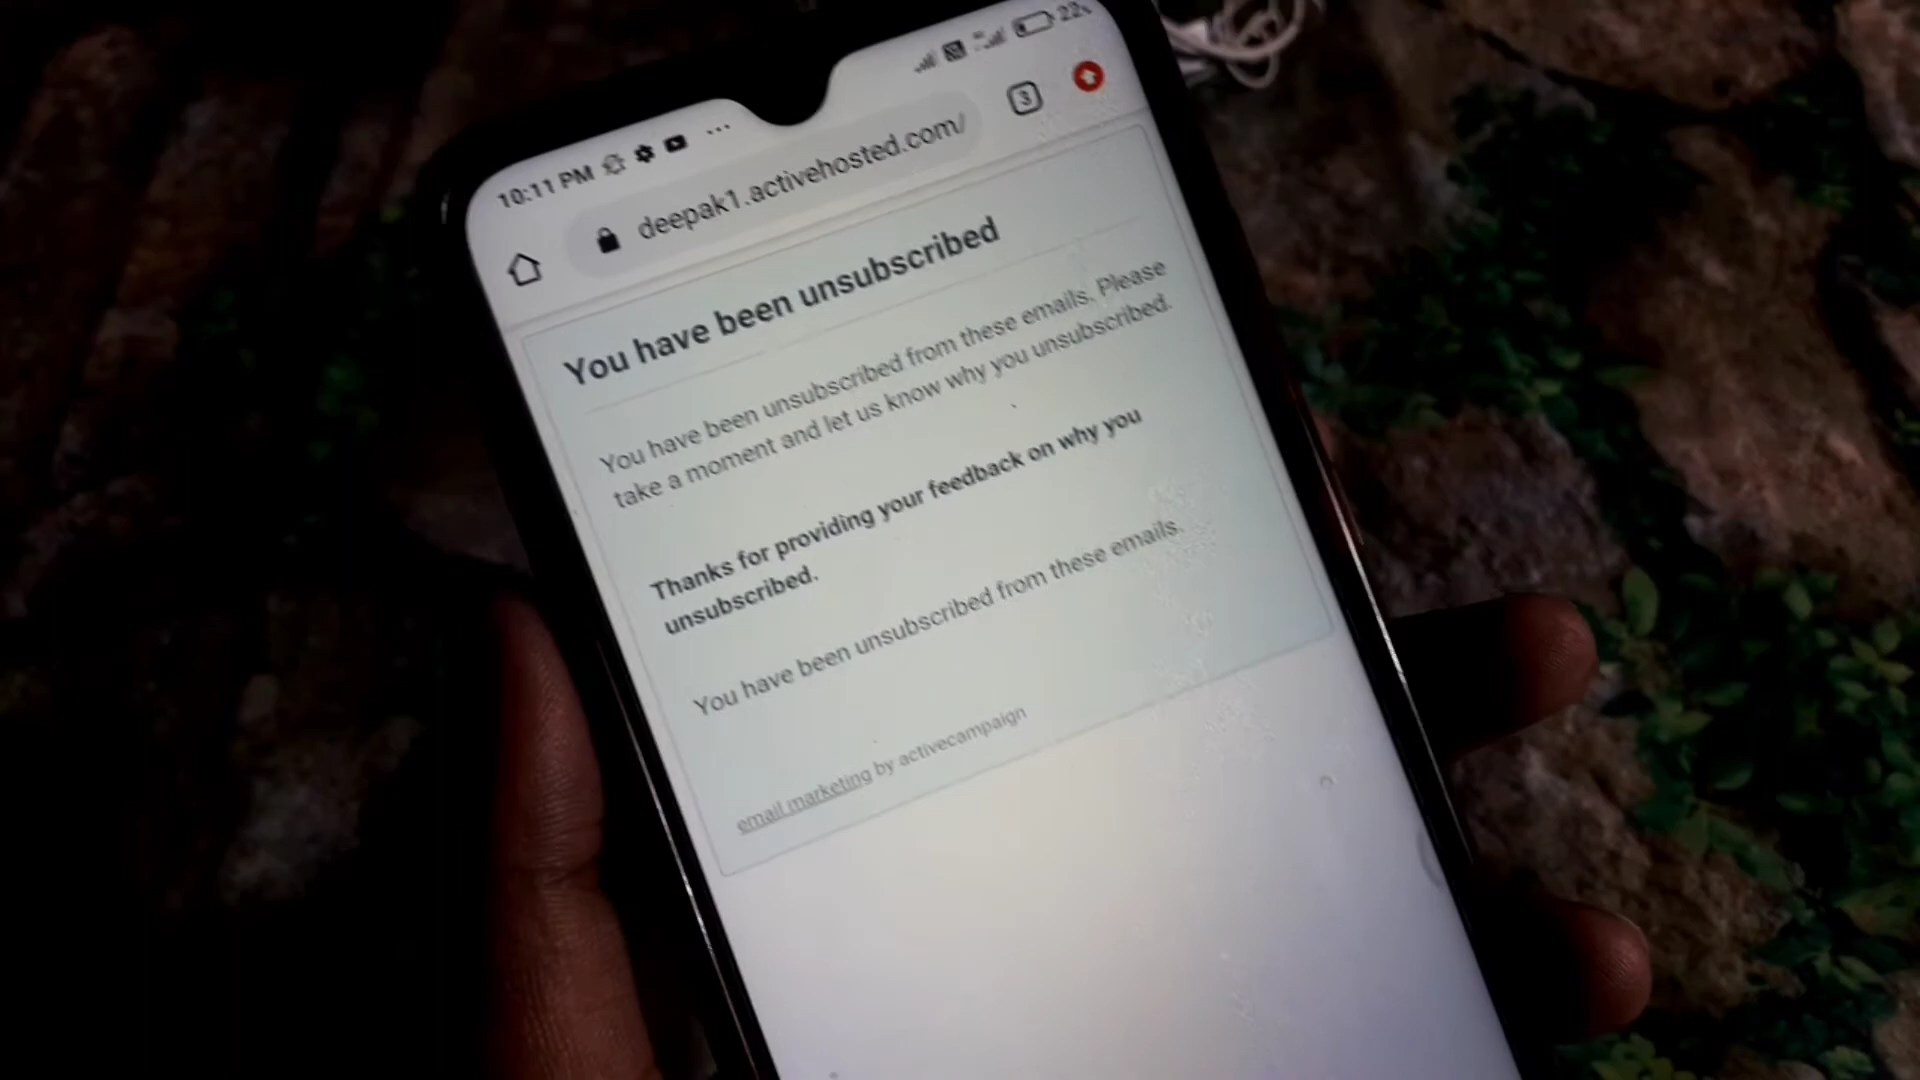 10:11 PM ... 22%
deepak1.activehosted.com/
3
You have been unsubscribed
You have been unsubscribed from these emails. Please
take a moment and let us know why you unsubscribed.
Thanks for providing your feedback on why you
unsubscribed.
You have been unsubscribed from these emails.
email marketing by activecampaign